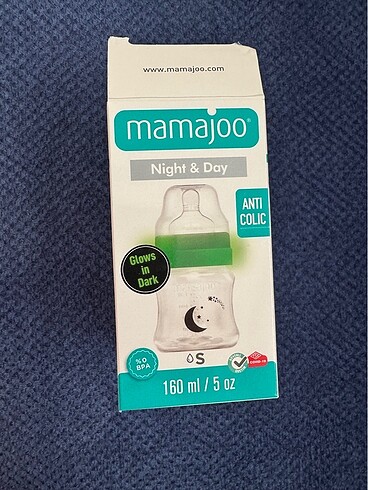 www.mamajoo.com
mamajoo®
Night & Day
ANTI
COLIC
Glows
in
Dark
S
%0
BPA
160 ml / 5 oz